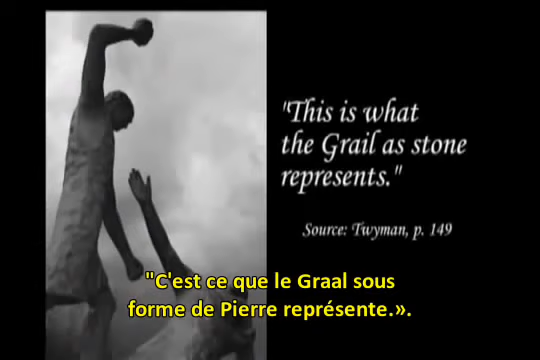 "This is what
the Grail as stone
represents."
Source: Twyman, p. 149
"C'est ce que le Graal sous
forme de Pierre représente.».